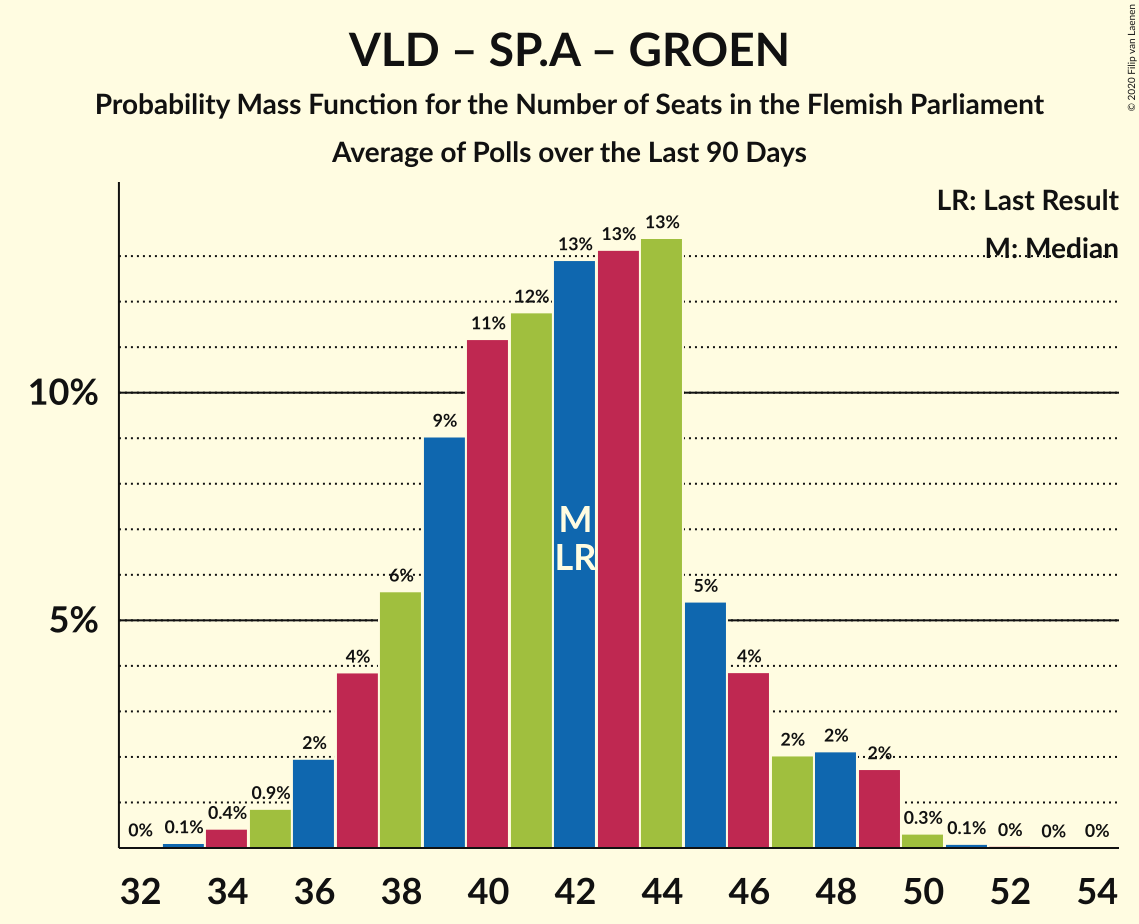 VLD – SP.A – GROEN
Probability Mass Function for the Number of Seats in the Flemish Parliament
Average of Polls over the Last 90 Days
© 2020 Filip van Laenen
LR: Last Result
M: Median
10%
5%
0%
0.1%
0.4%
0.9%
2%
4%
6%
9%
11%
12%
13%
13%
13%
5%
4%
2%
2%
2%
0.3%
0.1%
0%
0%
0%
M
LR
32 34 36 38 40 42 44 46 48 50 52 54